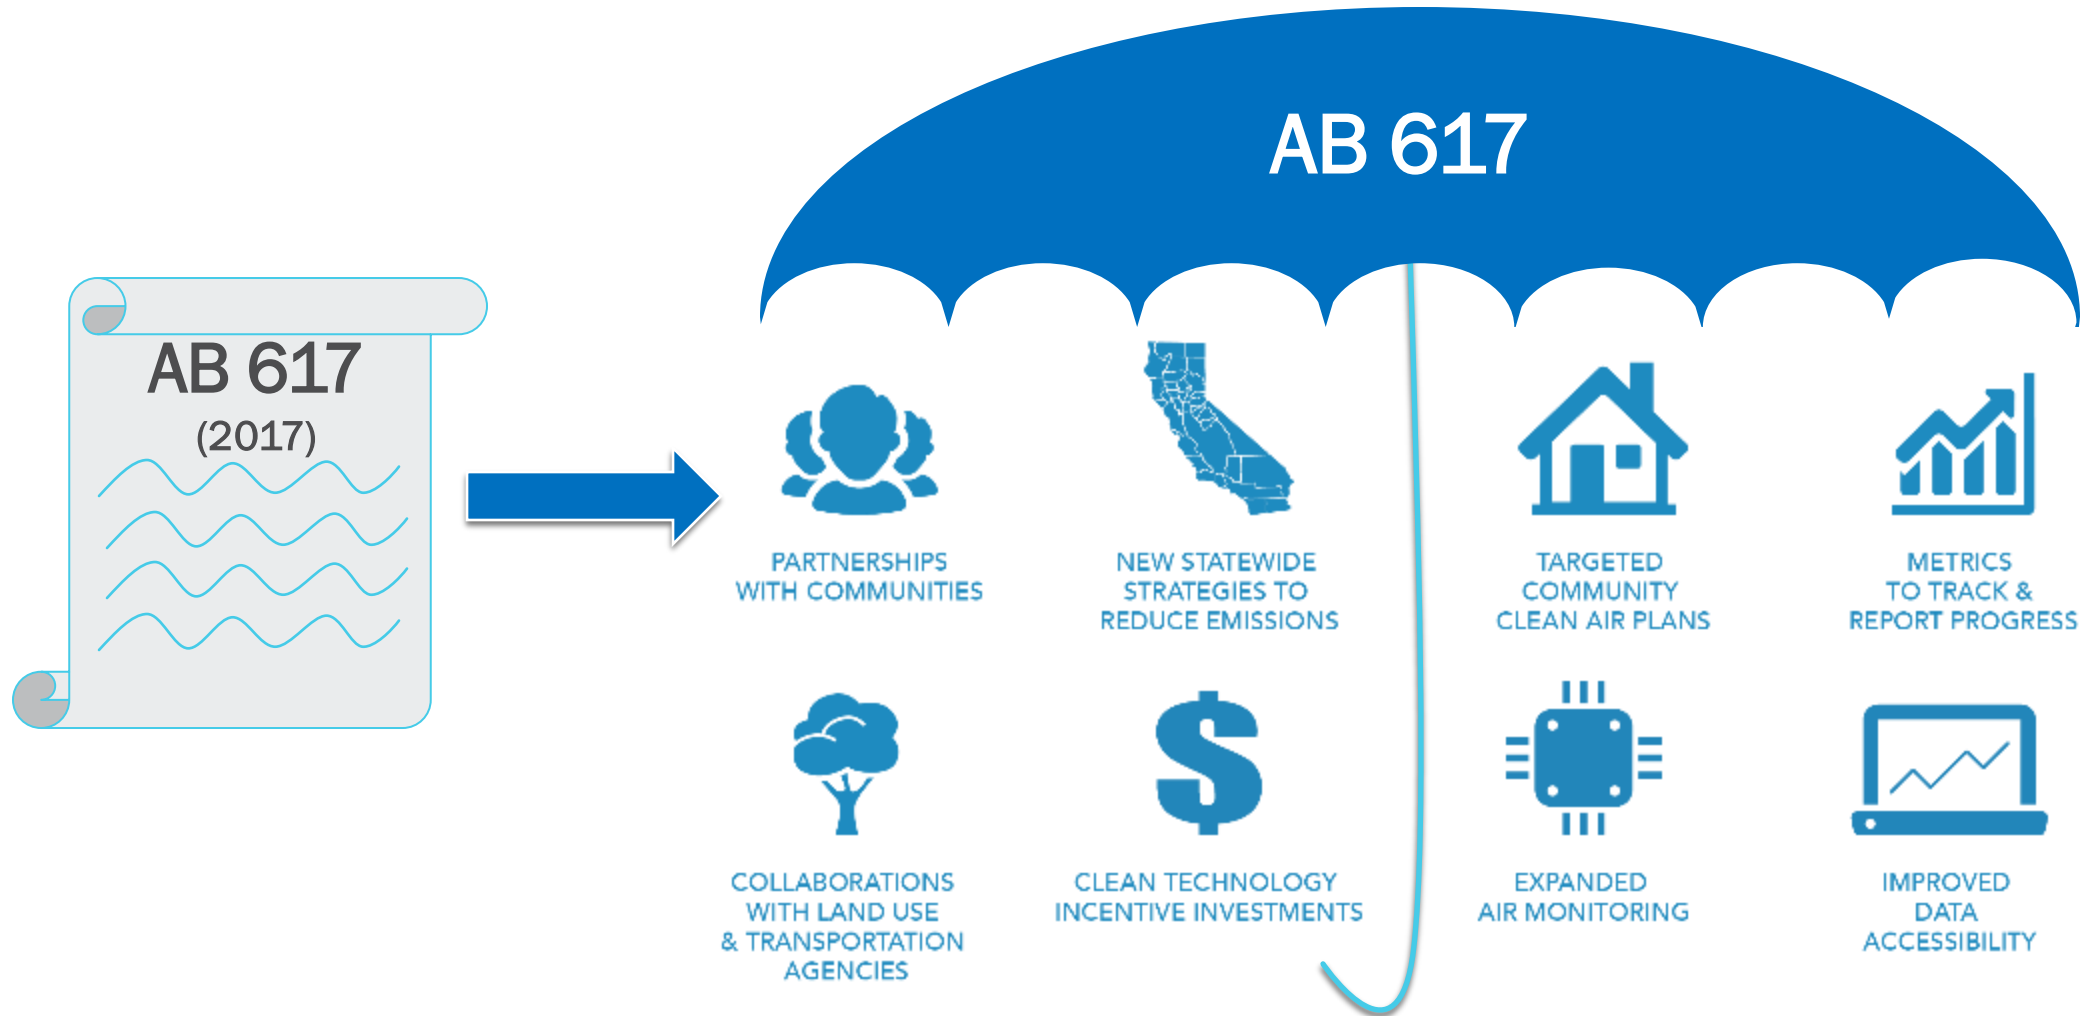 AB 617
AB 617
(2017)
PARTNERSHIPS
WITH COMMUNITIES
NEW STATEWIDE
STRATEGIES TO
REDUCE EMISSIONS
TARGETED
COMMUNITY
CLEAN AIR PLANS
METRICS
TO TRACK &
REPORT PROGRESS
COLLABORATIONS
WITH LAND USE
& TRANSPORTATION
AGENCIES
CLEAN TECHNOLOGY
INCENTIVE INVESTMENTS
EXPANDED
AIR MONITORING
IMPROVED
DATA
ACCESSIBILITY